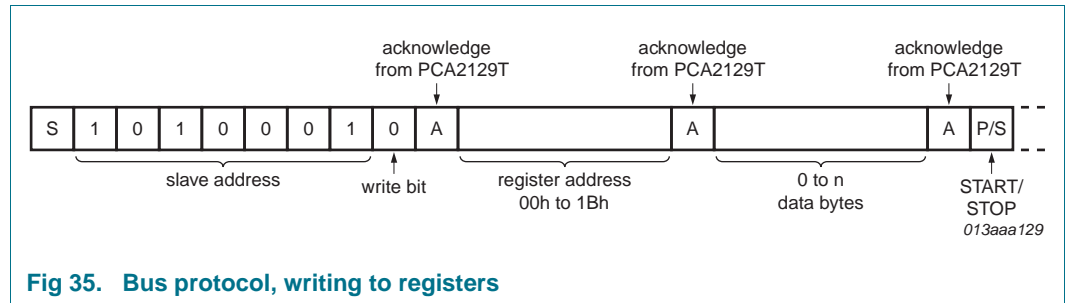 acknowledge
from PCA2129T
acknowledge
from PCA2129T
acknowledge
from PCA2129T
S 1 0 1 0 0 0 1 0 A A A P/S
slave address
write bit
register address
00h to 1Bh
0 to n
data bytes
START/
STOP
013aaa129
Fig 35. Bus protocol, writing to registers